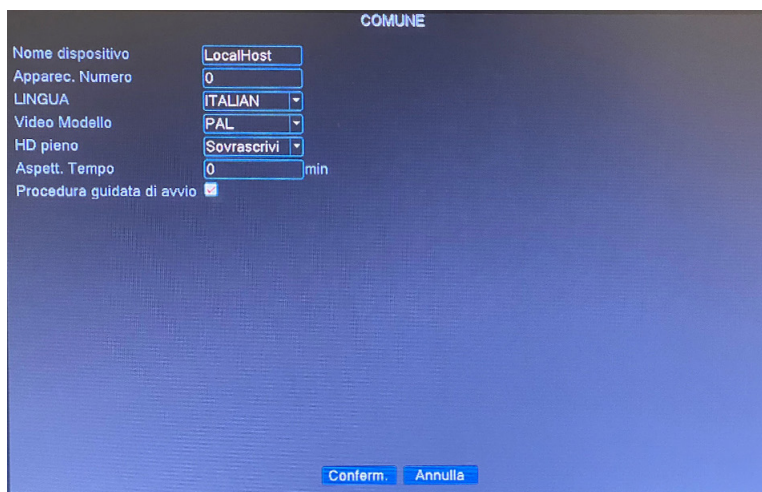 COMUNE
Nome dispositivo LocalHost
Apparec. Numero 0
LINGUA ITALIAN
Video Modello PAL
HD pieno Sovrascrivi
Aspett. Tempo 0 min
Procedura guidata di avvio
Conferm. Annulla